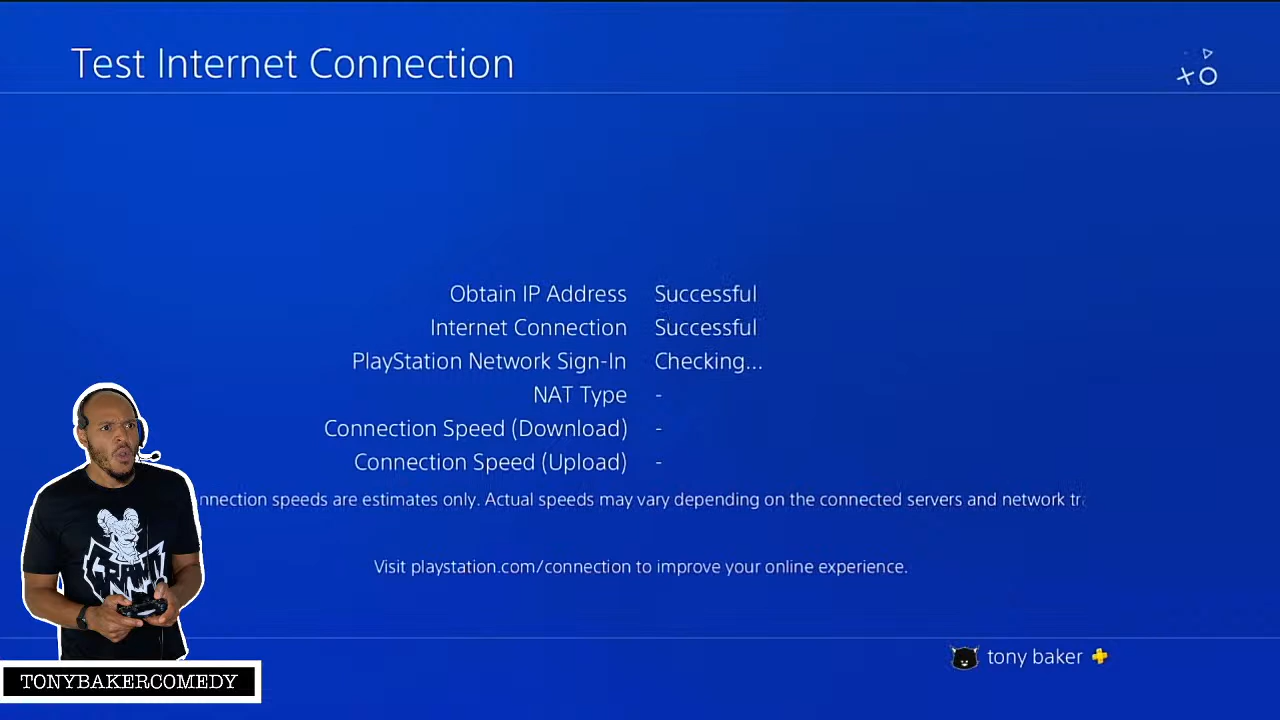 Test Internet Connection
Obtain IP Address Successful
Internet Connection Successful
PlayStation Network Sign-In Checking...
NAT Type -
Connection Speed (Download) -
Connection Speed (Upload) -
speeds are estimates only. Actual speeds may vary depending on the connected servers and network
Visit playstation.com/connection to improve your online experience.
tony baker
CRAMP
TONYBAKERCOMEDY